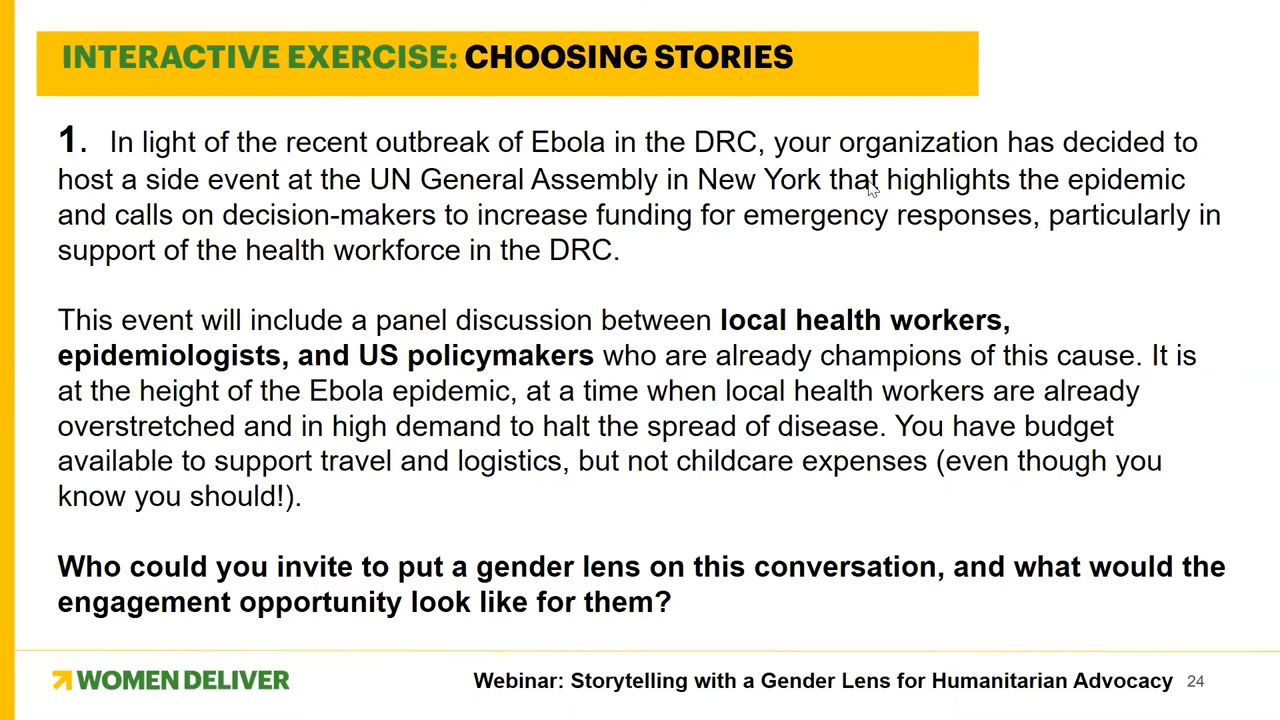 INTERACTIVE EXERCISE: CHOOSING STORIES
1. In light of the recent outbreak of Ebola in the DRC, your organization has decided to
host a side event at the UN General Assembly in New York that highlights the epidemic
and calls on decision-makers to increase funding for emergency responses, particularly in
support of the health workforce in the DRC.
This event will include a panel discussion between local health workers,
epidemiologists, and US policymakers who are already champions of this cause. It is
at the height of the Ebola epidemic, at a time when local health workers are already
overstretched and in high demand to halt the spread of disease. You have budget
available to support travel and logistics, but not childcare expenses (even though you
know you should!).
Who could you invite to put a gender lens on this conversation, and what would the
engagement opportunity look like for them?
WOMEN DELIVER
Webinar: Storytelling with a Gender Lens for Humanitarian Advocacy 24